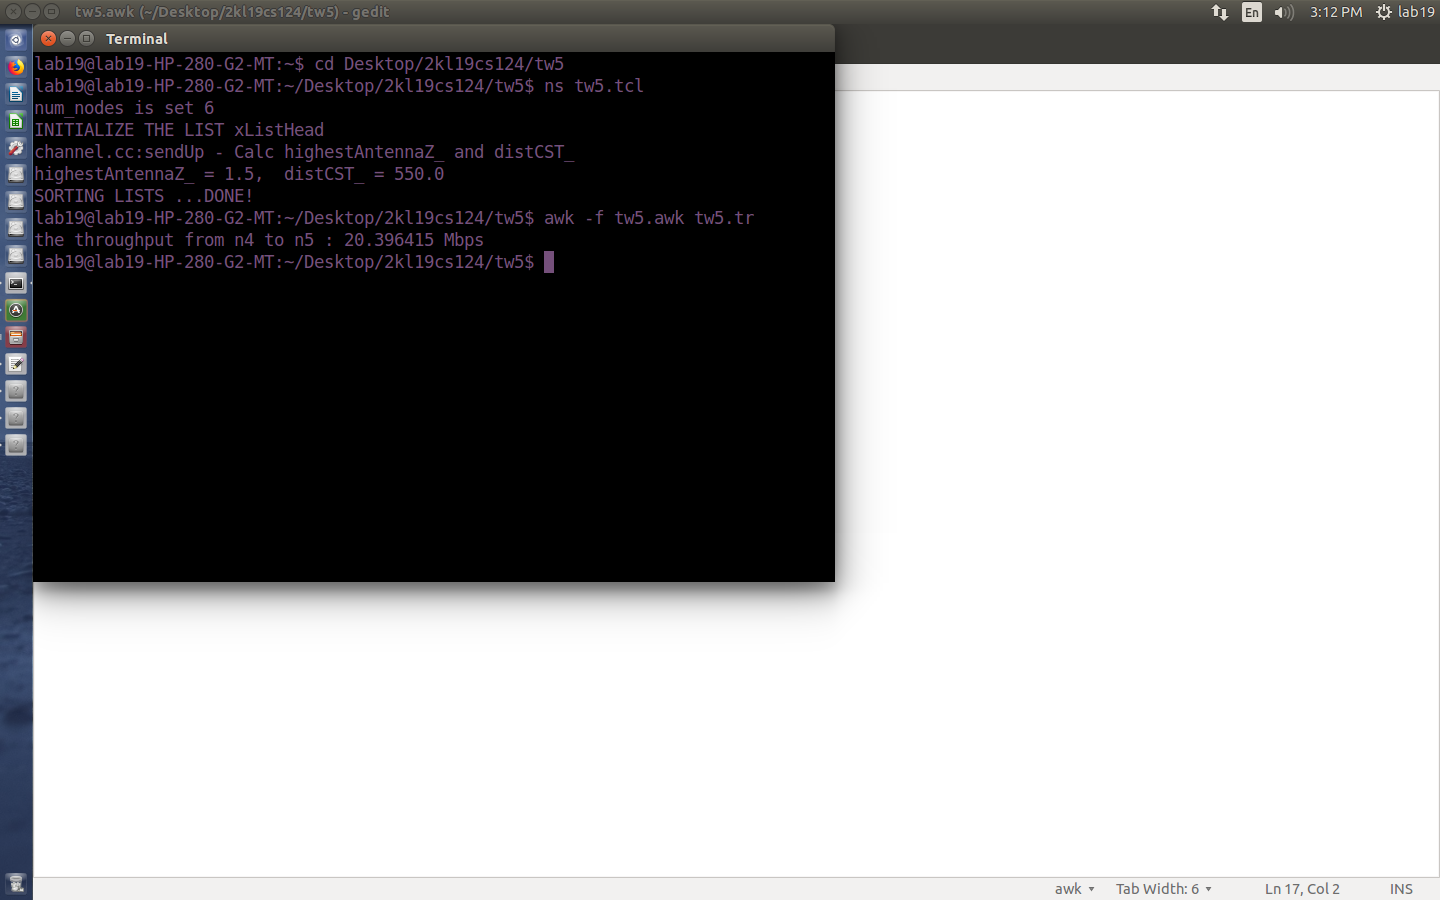 tw5.awk (~/Desktop/2kl19cs124/tw5) - gedit
En
3:12 PM
lab19
Terminal
lab19@lab19-HP-280-G2-MT:~$ cd Desktop/2kl19cs124/tw5
lab19@lab19-HP-280-G2-MT:~/Desktop/2kl19cs124/tw5$ ns tw5.tcl
num_nodes is set 6
INITIALIZE THE LIST xListHead
channel.cc:sendUp - Calc highestAntennaZ_ and distCST_
highestAntennaZ_ = 1.5,  distCST_ = 550.0
SORTING LISTS ...DONE!
lab19@lab19-HP-280-G2-MT:~/Desktop/2kl19cs124/tw5$ awk -f tw5.awk tw5.tr
the throughput from n4 to n5 : 20.396415 Mbps
lab19@lab19-HP-280-G2-MT:~/Desktop/2kl19cs124/tw5$
awk
Tab Width: 6
Ln 17, Col 2
INS